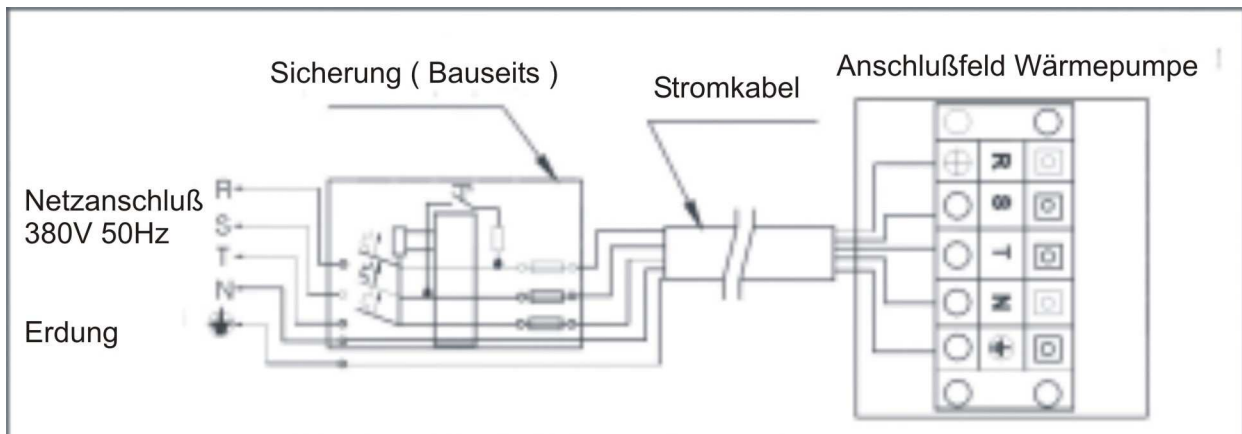 Sicherung ( Bauseits )
Stromkabel
Anschlußfeld Wärmepumpe
Netzanschluß
380V 50Hz
R
S
T
N
Erdung
R
S
T
N